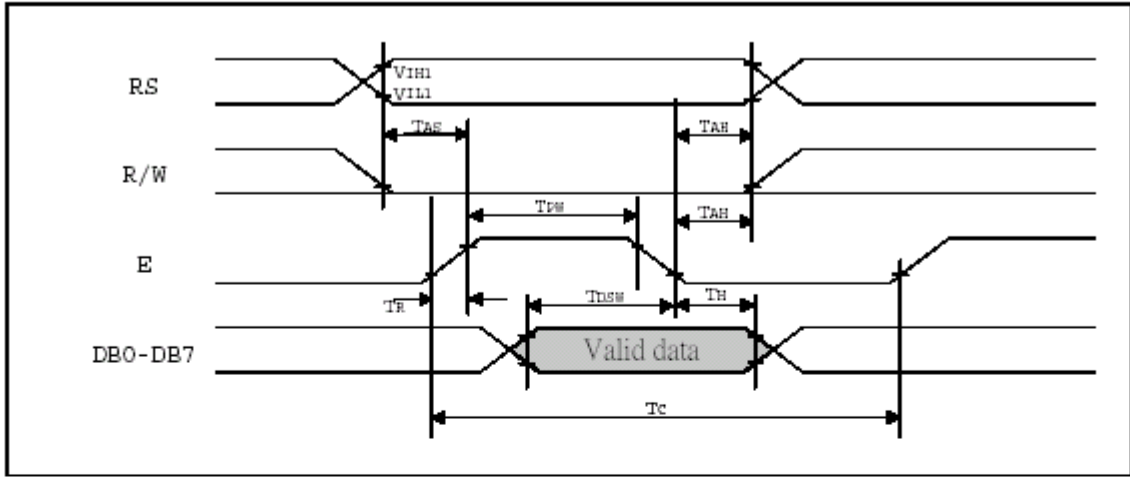 RS
VIH1
VIL1
TAS
TAH
R/W
TPW
TAH
E
TR
TDSW
TH
DB0-DB7
Valid data
TC